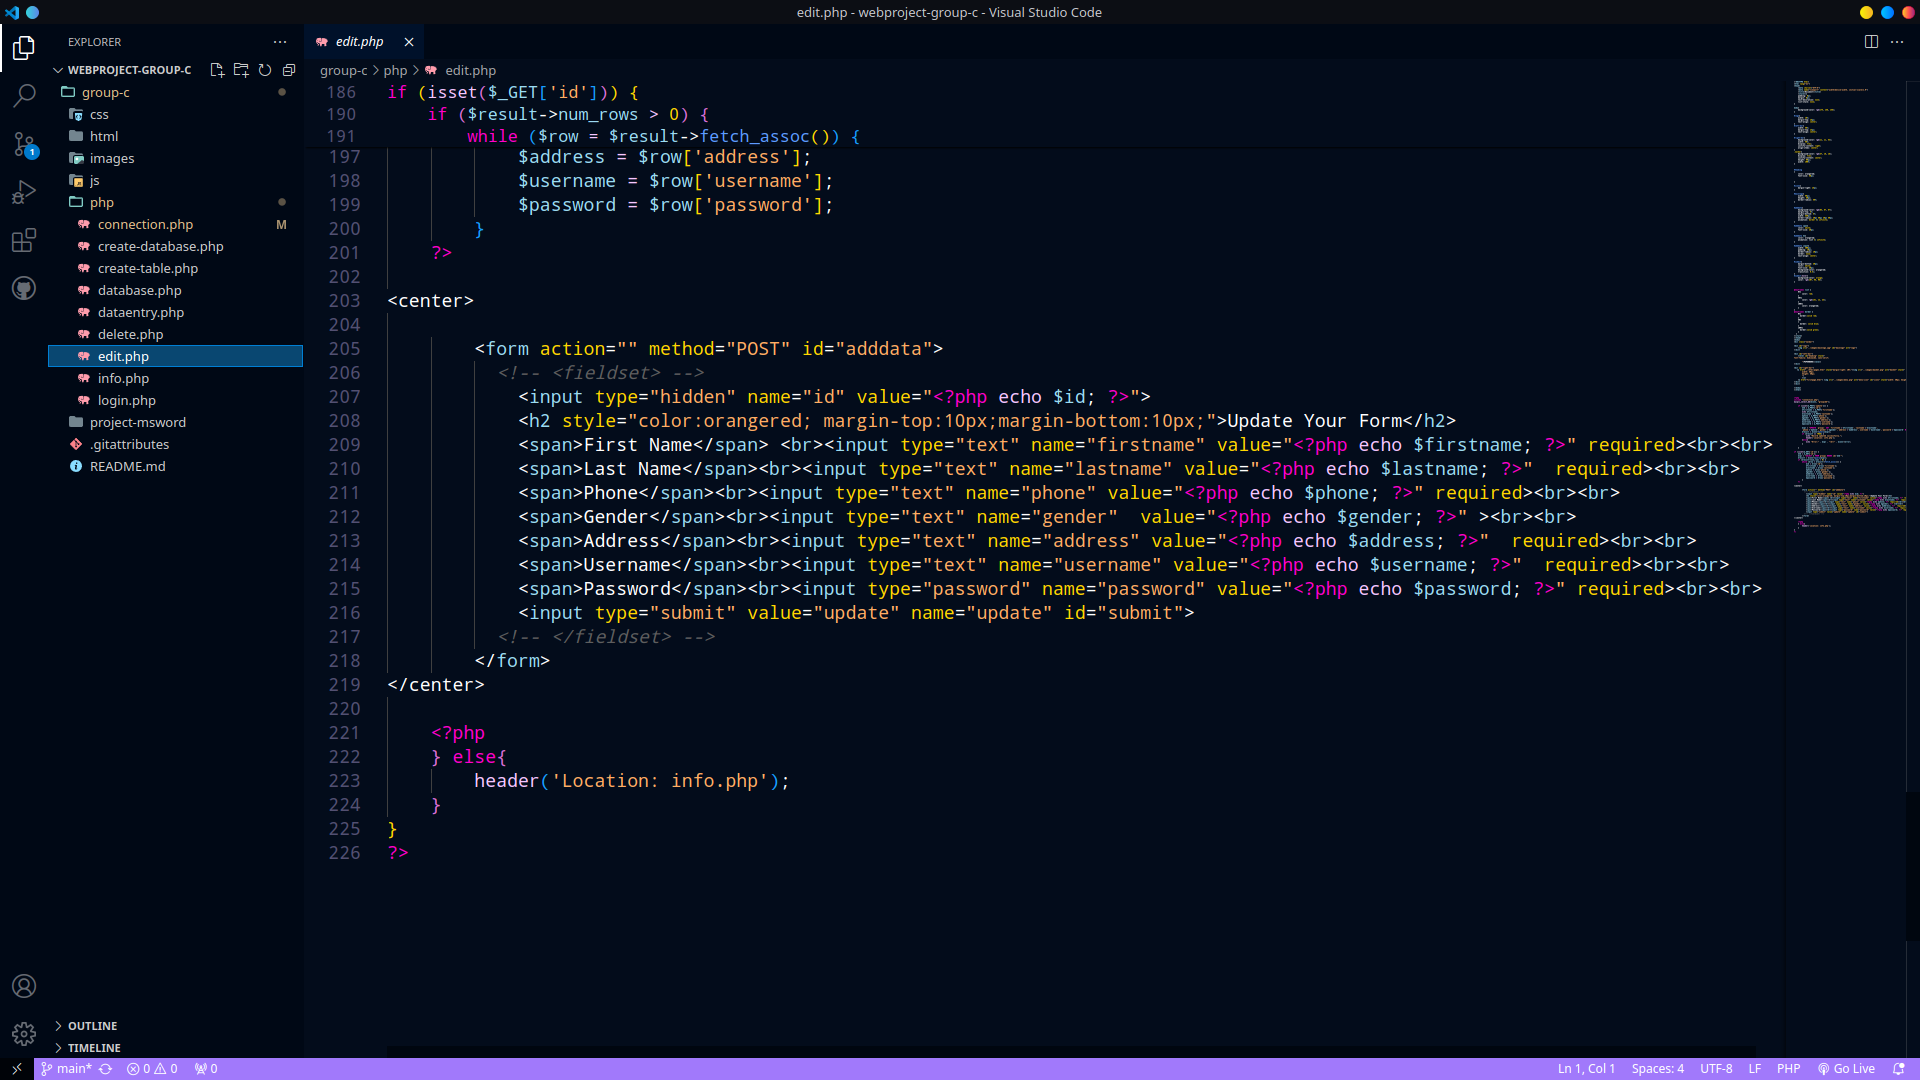 edit.php - webproject-group-c - Visual Studio Code
EXPLORER
WEBPROJECT-GROUP-C
group-c
css
html
images
js
php
connection.php M
create-database.php
create-table.php
database.php
dataentry.php
delete.php
edit.php
info.php
login.php
project-msword
.gitattributes
README.md
OUTLINE
TIMELINE
1
edit.php
group-c > php > edit.php
186 if (isset($_GET['id'])) {
190 if ($result->num_rows > 0) {
191 while ($row = $result->fetch_assoc()) {
197 $address = $row['address'];
198 $username = $row['username'];
199 $password = $row['password'];
200 }
201 ?>
202
203 <center>
204
205 <form action="" method="POST" id="adddata">
206 <!-- <fieldset> -->
207 <input type="hidden" name="id" value="<?php echo $id; ?>">
208 <h2 style="color:orangered; margin-top:10px;margin-bottom:10px;">Update Your Form</h2>
209 <span>First Name</span> <br><input type="text" name="firstname" value="<?php echo $firstname; ?>" required><br><br>
210 <span>Last Name</span><br><input type="text" name="lastname" value="<?php echo $lastname; ?>"  required><br><br>
211 <span>Phone</span><br><input type="text" name="phone" value="<?php echo $phone; ?>" required><br><br>
212 <span>Gender</span><br><input type="text" name="gender"  value="<?php echo $gender; ?>" ><br><br>
213 <span>Address</span><br><input type="text" name="address" value="<?php echo $address; ?>"  required><br><br>
214 <span>Username</span><br><input type="text" name="username" value="<?php echo $username; ?>"  required><br><br>
215 <span>Password</span><br><input type="password" name="password" value="<?php echo $password; ?>" required><br><br>
216 <input type="submit" value="update" name="update" id="submit">
217 <!-- </fieldset> -->
218 </form>
219 </center>
220
221 <?php
222 } else{
223 header('Location: info.php');
224 }
225 }
226 ?>
main* 0 0 0 Ln 1, Col 1 Spaces: 4 UTF-8 LF PHP Go Live